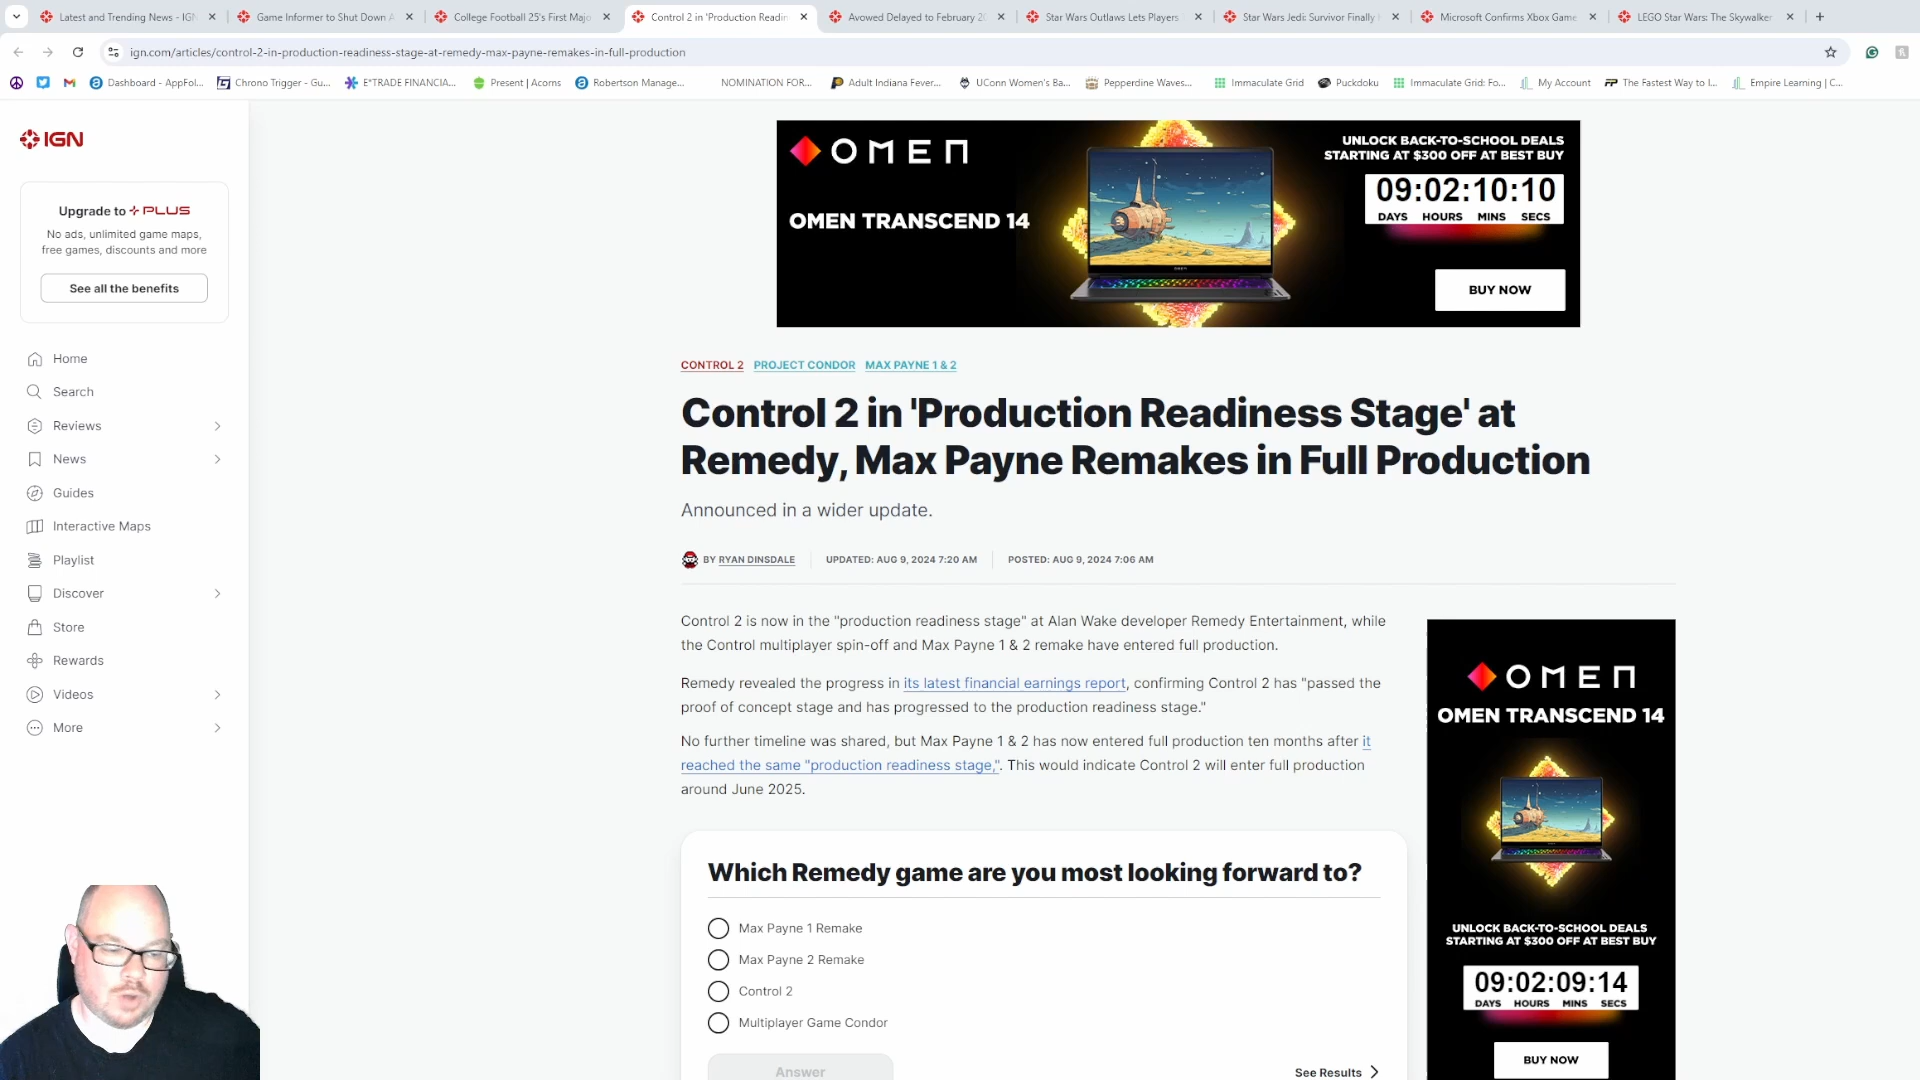 Latest and Trending News - IGN
Game Informer to Shut Down A
College Football 25's First Majo
Control 2 in 'Production Readin
Avowed Delayed to February 20
Star Wars Outlaws Lets Players
Star Wars Jedi: Survivor Finally
Microsoft Confirms Xbox Game
LEGO Star Wars: The Skywalker
ign.com/articles/control-2-in-production-readiness-stage-at-remedy-max-payne-remakes-in-full-production
Dashboard - AppFol...
Chrono Trigger - Gu...
E*TRADE FINANCIA...
Present | Acorns
Robertson Manage...
NOMINATION FOR...
Adult Indiana Fever...
UConn Women's Ba...
Pepperdine Waves...
Immaculate Grid
Puckdoku
Immaculate Grid: Fo...
My Account
The Fastest Way to I...
Empire Learning | C...
IGN
Upgrade to PLUS
No ads, unlimited game maps,
free games, discounts and more
See all the benefits
Home
Search
Reviews
News
Guides
Interactive Maps
Playlist
Discover
Store
Rewards
Videos
More
OMEN
OMEN TRANSCEND 14
UNLOCK BACK-TO-SCHOOL DEALS
STARTING AT $300 OFF AT BEST BUY
09:02:10:10
DAYS HOURS MINS SECS
BUY NOW
CONTROL 2 PROJECT CONDOR MAX PAYNE 1 & 2
Control 2 in 'Production Readiness Stage' at
Remedy, Max Payne Remakes in Full Production
Announced in a wider update.
BY RYAN DINSDALE
UPDATED: AUG 9, 2024 7:20 AM
POSTED: AUG 9, 2024 7:06 AM
Control 2 is now in the "production readiness stage" at Alan Wake developer Remedy Entertainment, while
the Control multiplayer spin-off and Max Payne 1 & 2 remake have entered full production.
Remedy revealed the progress in its latest financial earnings report, confirming Control 2 has "passed the
proof of concept stage and has progressed to the production readiness stage."
No further timeline was shared, but Max Payne 1 & 2 has now entered full production ten months after it
reached the same "production readiness stage,". This would indicate Control 2 will enter full production
around June 2025.
Which Remedy game are you most looking forward to?
Max Payne 1 Remake
Max Payne 2 Remake
Control 2
Multiplayer Game Condor
Answer
See Results
OMEN
OMEN TRANSCEND 14
UNLOCK BACK-TO-SCHOOL DEALS
STARTING AT $300 OFF AT BEST BUY
09:02:09:14
DAYS HOURS MINS SECS
BUY NOW